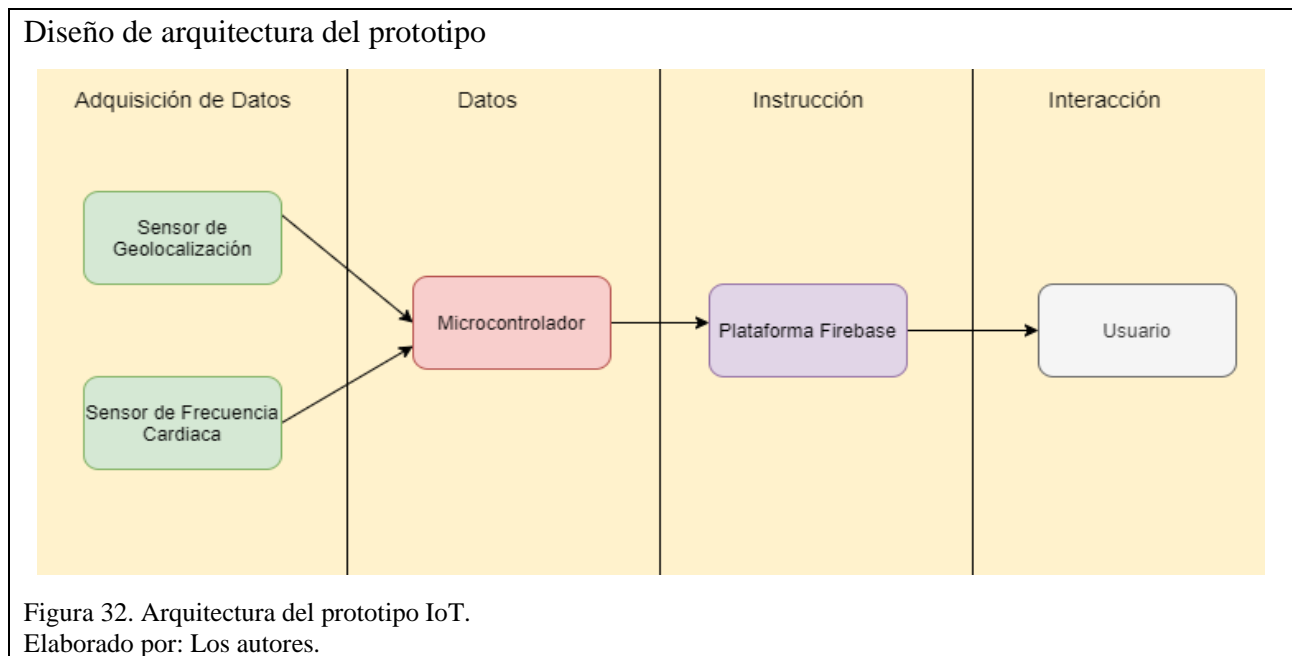 Diseño de arquitectura del prototipo
Adquisición de Datos
Datos
Instrucción
Interacción
Sensor de
Geolocalización
Sensor de Frecuencia
Cardiaca
Microcontrolador
Plataforma Firebase
Usuario
Figura 32. Arquitectura del prototipo IoT.
Elaborado por: Los autores.